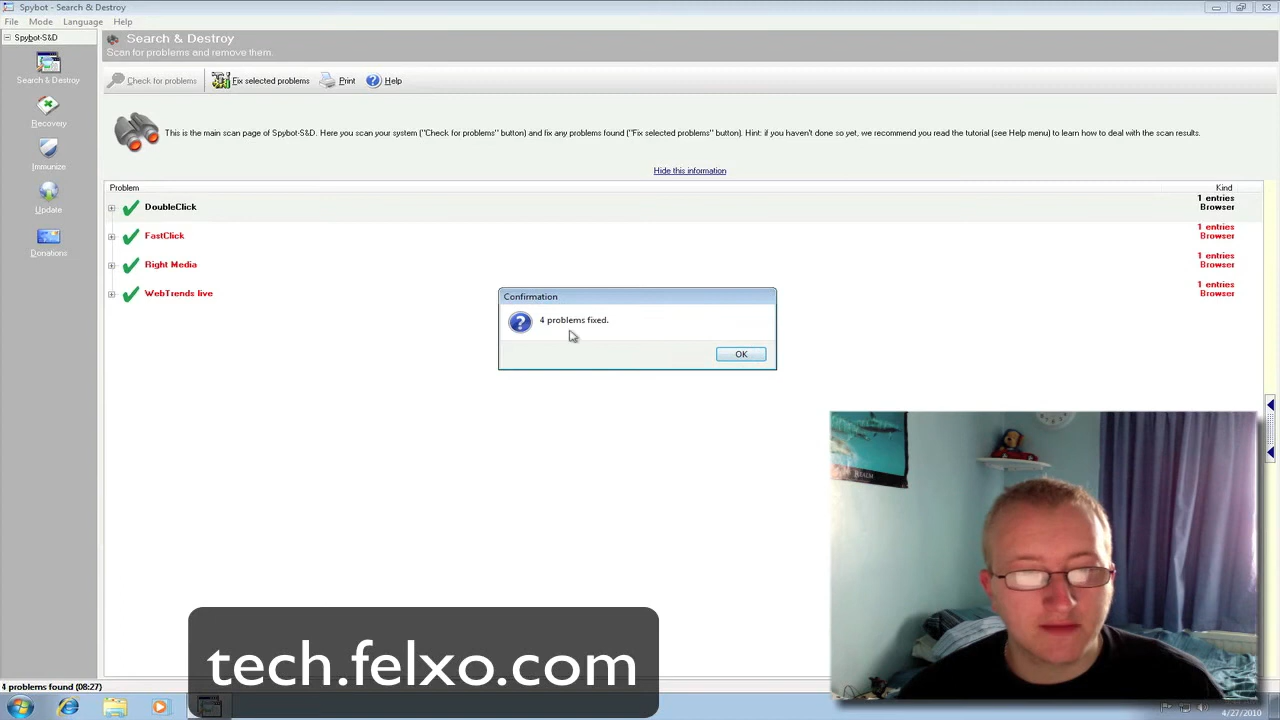 Spybot - Search & Destroy
File Mode Language Help
Spybot-S&D
Search & Destroy
Recovery
Immunize
Update
Donations
Search & Destroy
Scan for problems and remove them.
Check for problems Fix selected problems Print Help
This is the main scan page of Spybot-S&D. Here you scan your system ("Check for problems" button) and fix any problems found ("Fix selected problems" button). Hint: if you haven't done so yet, we recommend you read the tutorial (see Help menu) to learn how to deal with the scan results.
Hide this information
Problem Kind
DoubleClick 1 entries
Browser
FastClick 1 entries
Browser
Right Media 1 entries
Browser
WebTrends live 1 entries
Browser
Confirmation
4 problems fixed.
OK
tech.felxo.com
4 problems found (08:27)
4/27/2010